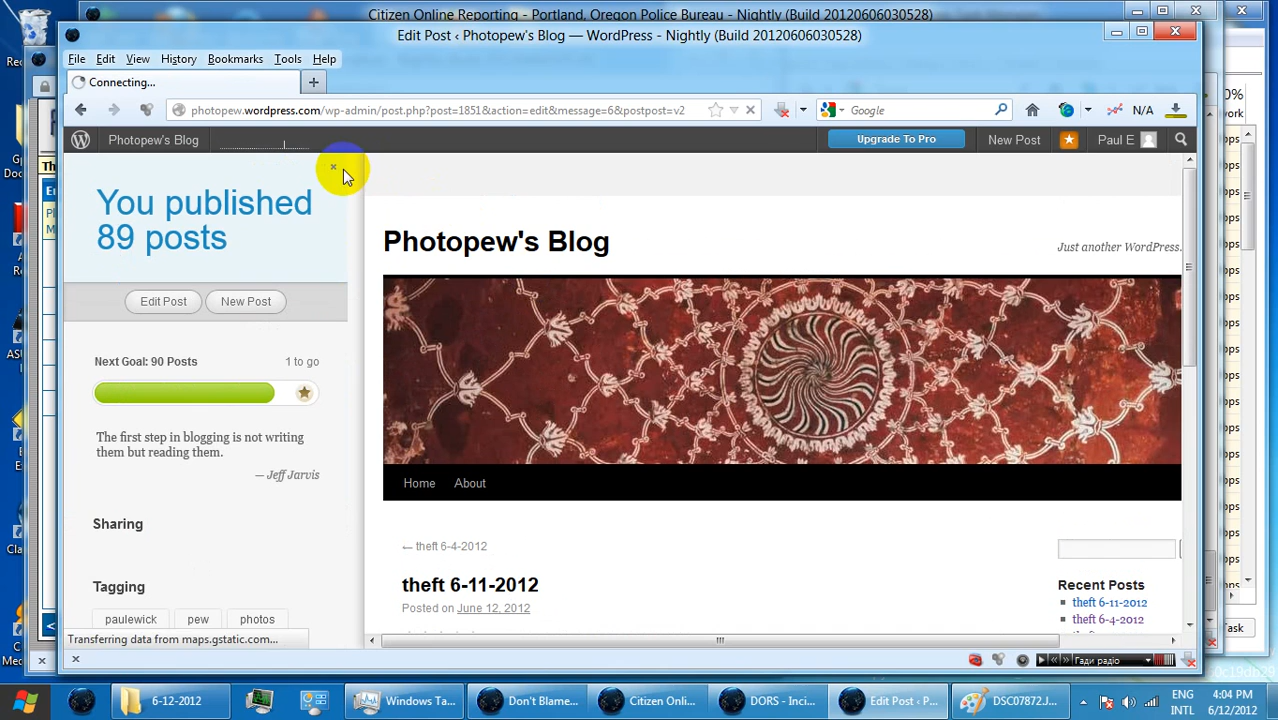 Citizen Online Reporting - Portland, Oregon Police Bureau - Nightly (Build 20120606030528)
Edit Post ‹ Photopew's Blog — WordPress - Nightly (Build 20120606030528)
File Edit View History Bookmarks Tools Help
Connecting...
photopew.wordpress.com/wp-admin/post.php?post=1851&action=edit&message=6&postpost=v2
Google
N/A
Photopew's Blog
Upgrade To Pro
New Post
Paul E
You published
89 posts
Edit Post
New Post
Next Goal: 90 Posts
1 to go
The first step in blogging is not writing
them but reading them.
— Jeff Jarvis
Sharing
Tagging
paulewick pew photos
Transferring data from maps.gstatic.com...
Photopew's Blog
Just another WordPress.
Home About
← theft 6-4-2012
theft 6-11-2012
Posted on June 12, 2012
Recent Posts
theft 6-11-2012
theft 6-4-2012
Гади радіо
Task
6-12-2012
Windows Ta...
Don't Blame...
Citizen Onli...
DORS - Inci...
Edit Post ‹ P...
DSC07872.J...
ENG
INTL
4:04 PM
6/12/2012